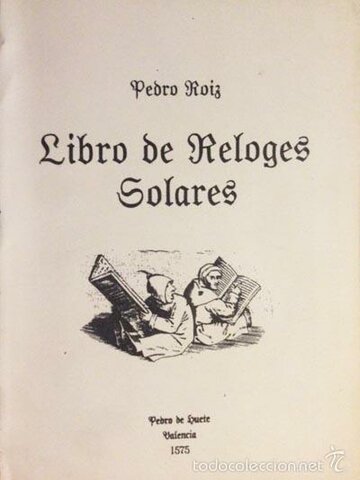 Pedro Roiz
Libro de Reloges
Solares
Pedro de Huete
Valencia
1575
todocoleccion.net